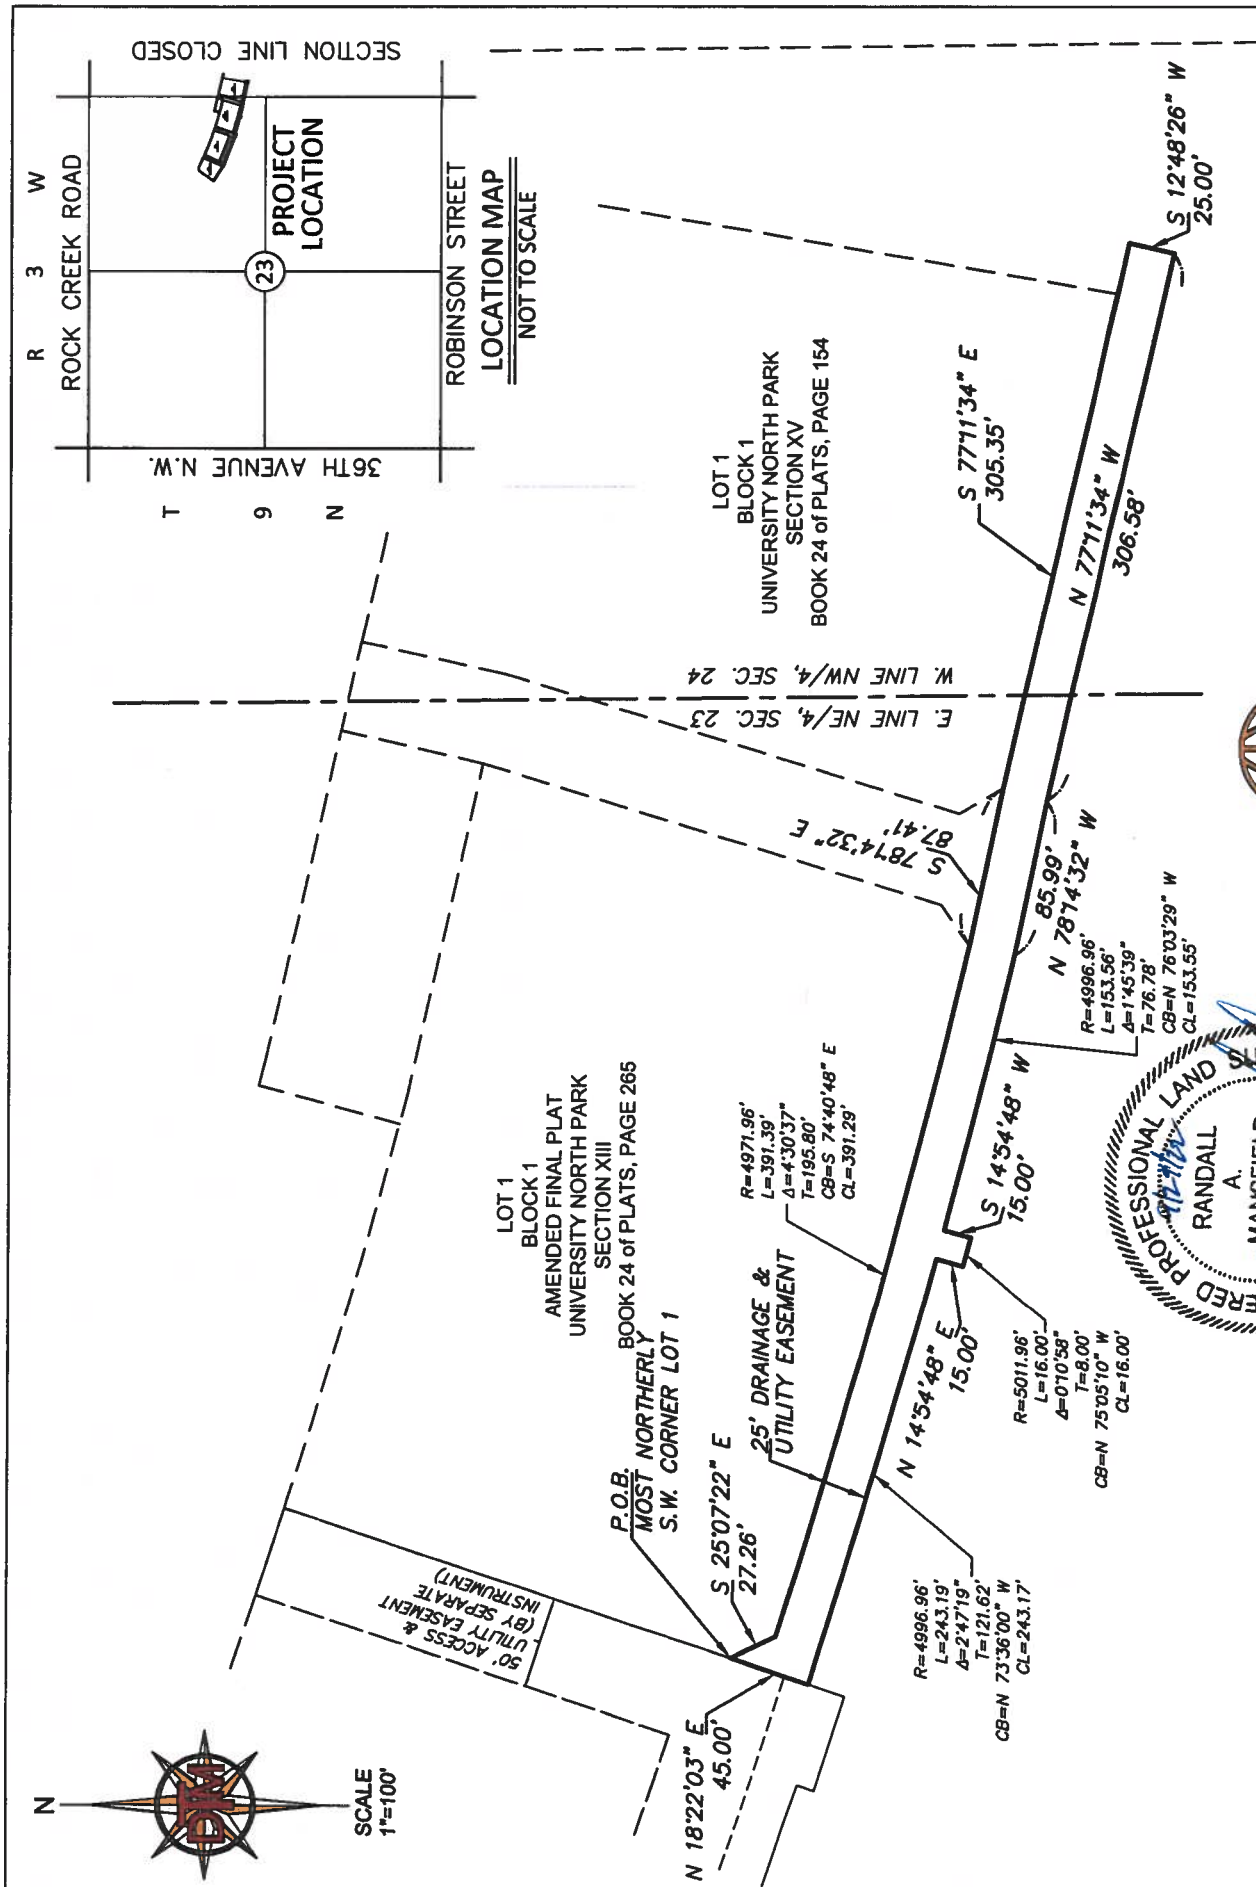 N
DTM
SCALE
1"=100'
R 3 W
ROCK CREEK ROAD
SECTION LINE CLOSED
36TH AVENUE N.W.
T
9
N
23
PROJECT
LOCATION
ROBINSON STREET
LOCATION MAP
NOT TO SCALE
50' ACCESS &
UTILITY EASEMENT
(BY SEPARATE
INSTRUMENT)
LOT 1
BLOCK 1
AMENDED FINAL PLAT
UNIVERSITY NORTH PARK
SECTION XIII
BOOK 24 of PLATS, PAGE 265
P.O.B.
MOST NORTHERLY
S.W. CORNER LOT 1
LOT 1
BLOCK 1
UNIVERSITY NORTH PARK
SECTION XV
BOOK 24 of PLATS, PAGE 154
E. LINE NE/4, SEC. 23
W. LINE NW/4, SEC. 24
S 25°07'22" E
27.26'
25' DRAINAGE &
UTILITY EASEMENT
R=4971.96'
L=391.39'
Δ=4°30'37"
T=195.80'
CB=S 74°40'48" E
CL=391.29'
S 78°14'32" E
87.41'
S 77°11'34" E
305.35'
S 12°48'26" W
25.00'
N 77°11'34" W
306.58'
85.99'
N 78°14'32" W
R=4996.96'
L=153.56'
Δ=1°45'39"
T=76.78'
CB=N 76°03'29" W
CL=153.55'
S 14°54'48" W
15.00'
R=5011.96'
L=16.00'
Δ=0°10'58"
T=8.00'
CB=N 75°05'10" W
CL=16.00'
N 14°54'48" E
15.00'
R=4996.96'
L=243.19'
Δ=2°47'19"
T=121.62'
CB=N 73°36'00" W
CL=243.17'
N 18°22'03" E
45.00'
PROFESSIONAL LAND
RANDALL
A.